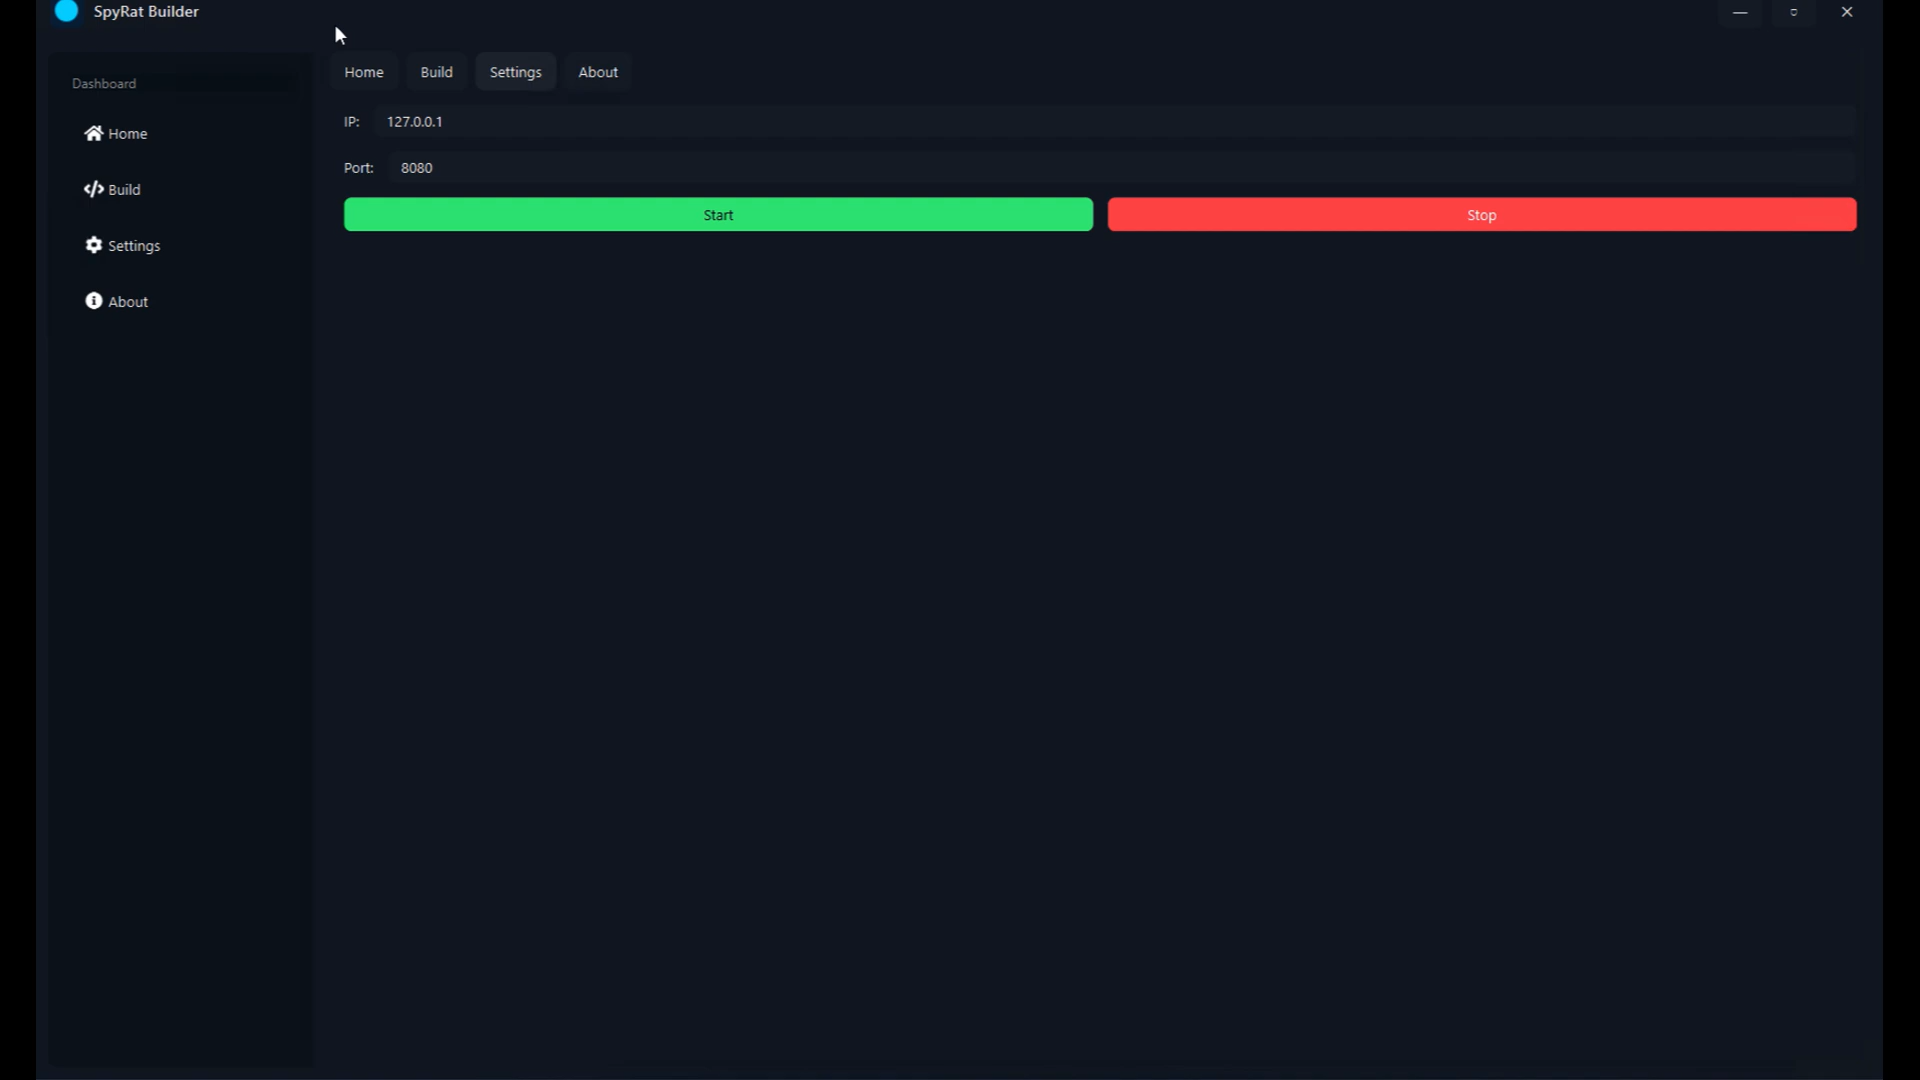 SpyRat Builder
Dashboard
Home
Build
Settings
About
Home Build Settings About
IP: 127.0.0.1
Port: 8080
Start Stop